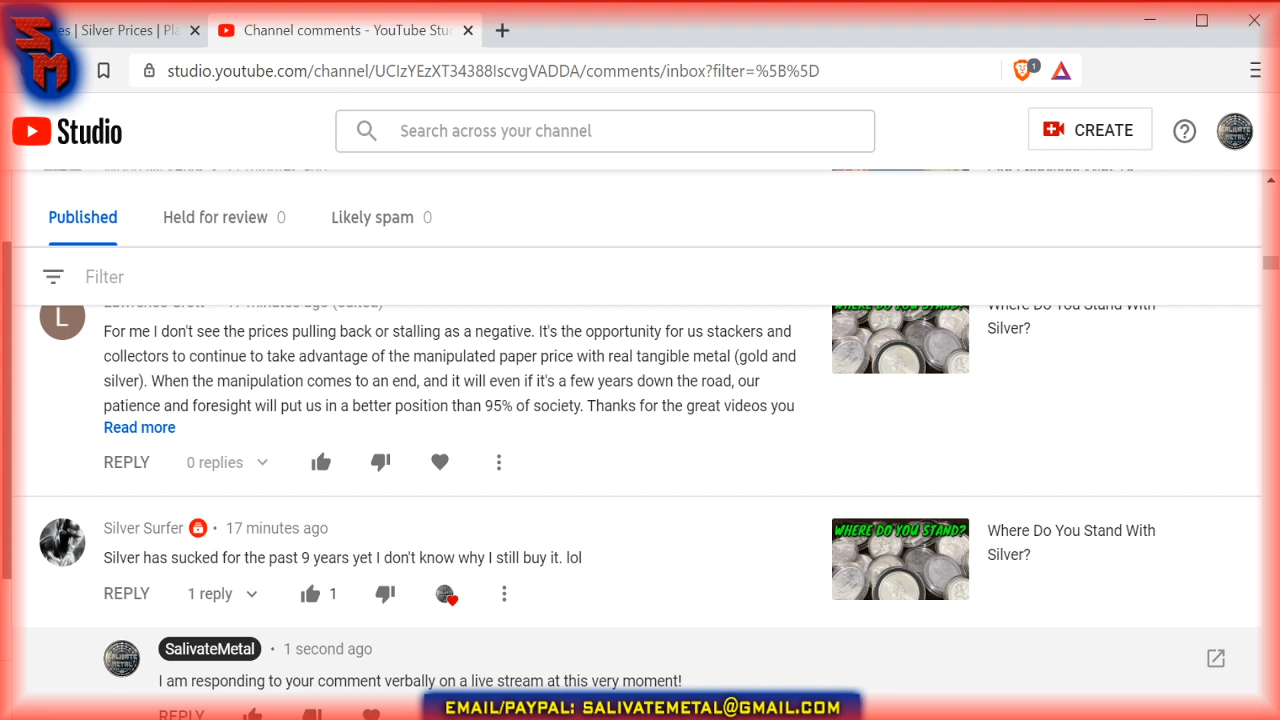 SM
es | Silver Prices | Pla
Channel comments - YouTube Stud
studio.youtube.com/channel/UCIzYEzXT34388IscvgVADDA/comments/inbox?filter=%5B%5D
1
Studio
Search across your channel
CREATE
Published
Held for review 0
Likely spam 0
Filter
L
For me I don't see the prices pulling back or stalling as a negative. It's the opportunity for us stackers and
collectors to continue to take advantage of the manipulated paper price with real tangible metal (gold and
silver). When the manipulation comes to an end, and it will even if it's a few years down the road, our
patience and foresight will put us in a better position than 95% of society. Thanks for the great videos you
Read more
REPLY 0 replies
WHERE DO YOU STAND?
Where Do You Stand With
Silver?
Silver Surfer • 17 minutes ago
Silver has sucked for the past 9 years yet I don't know why I still buy it. lol
REPLY 1 reply 1
WHERE DO YOU STAND?
Where Do You Stand With
Silver?
SalivateMetal • 1 second ago
I am responding to your comment verbally on a live stream at this very moment!
REPLY
EMAIL/PAYPAL: SALIVATEMETAL@GMAIL.COM